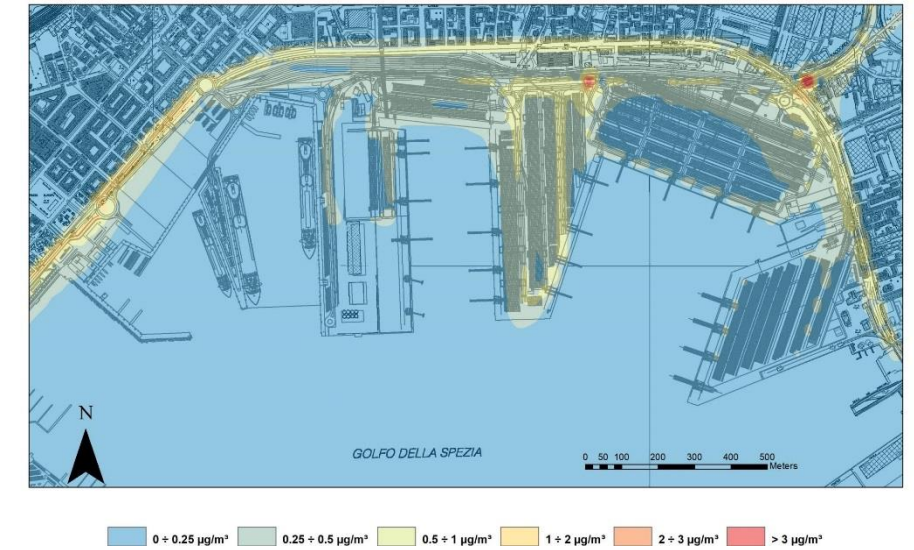 N
GOLFO DELLA SPEZIA
0 50 100 200 300 400 500
Meters
0 ÷ 0.25 µg/m³ 0.25 ÷ 0.5 µg/m³ 0.5 ÷ 1 µg/m³ 1 ÷ 2 µg/m³ 2 ÷ 3 µg/m³ > 3 µg/m³